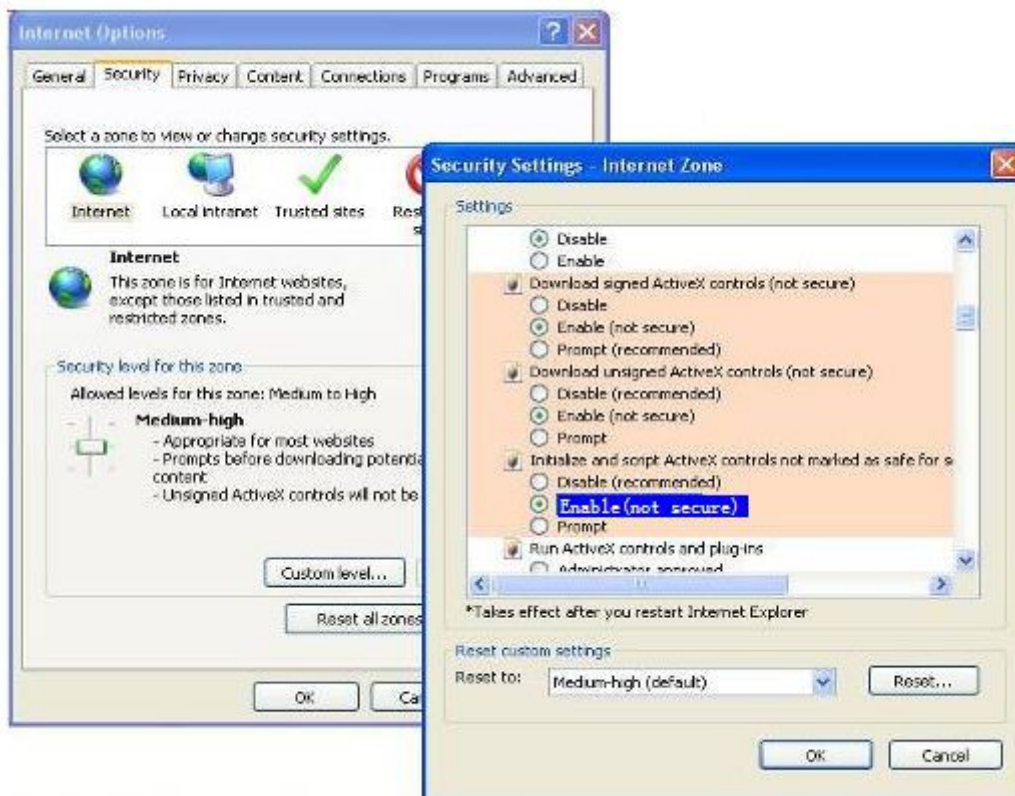 Internet Options
General Security Privacy Content Connections Programs Advanced
Select a zone to view or change security settings.
Internet Local intranet Trusted sites
Internet
This zone is for Internet websites,
except those listed in trusted and
restricted zones.
Security level for this zone
Allowed levels for this zone: Medium to High
Medium-high
- Appropriate for most websites
- Prompts before downloading
content
- Unsigned ActiveX controls will not be
Custom level...
Reset all zones
OK
Security Settings - Internet Zone
Settings
Disable
Enable
Download signed ActiveX controls (not secure)
Disable
Enable (not secure)
Prompt (recommended)
Download unsigned ActiveX controls (not secure)
Disable (recommended)
Enable (not secure)
Prompt
Initialize and script ActiveX controls not marked as safe for s
Disable (recommended)
Enable(not secure)
Prompt
Run ActiveX controls and plug-ins
Administrator approved
*Takes effect after you restart Internet Explorer
Reset custom settings
Reset to: Medium-high (default) Reset...
OK Cancel